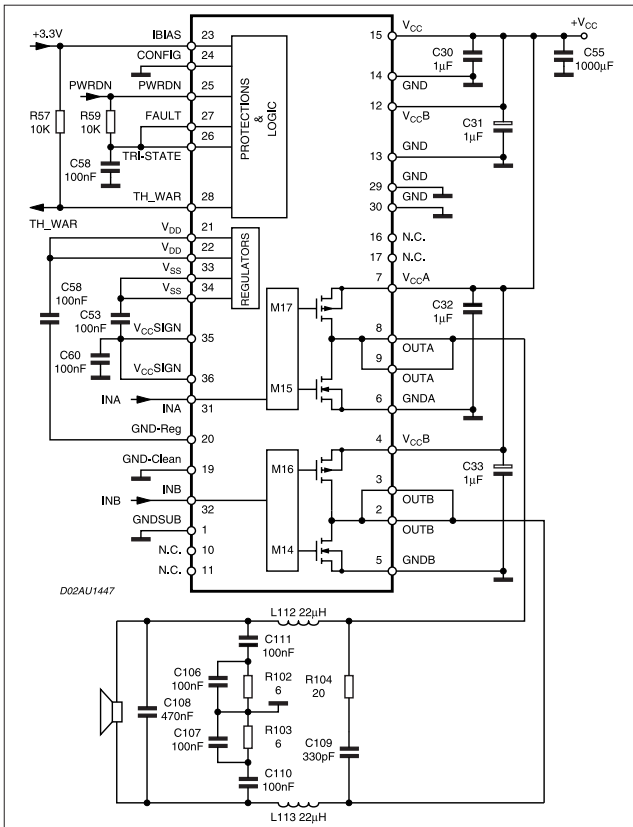 +3.3V
IBIAS 23
CONFIG 24
PWRDN PWRDN 25
FAULT 27
26
TRI-STATE
R57
10K
R59
10K
C58
100nF
TH_WAR 28
TH_WAR
PROTECTIONS
&
LOGIC
VDD 21
VDD 22
VSS 33
VSS 34
REGULATORS
C58
100nF
C53
100nF
VCCSIGN 35
C60
100nF
VCCSIGN 36
INA INA 31
GND-Reg 20
GND-Clean 19
INB INB 32
GNDSUB 1
N.C. 10
N.C. 11
M17
M15
M16
M14
15 VCC +VCC
C30
1µF
C55
1000µF
14 GND
12 VCCB
C31
1µF
13 GND
29 GND
30 GND
16 N.C.
17 N.C.
7 VCCA
C32
1µF
8 OUTA
9 OUTA
6 GNDA
4 VCCB
3 OUTB
C33
1µF
2 OUTB
5 GNDB
D02AU1447
L112 22µH
C111
100nF
C106
100nF
R102
6
R104
20
C108
470nF
C107
100nF
R103
6
C109
330pF
C110
100nF
L113 22µH